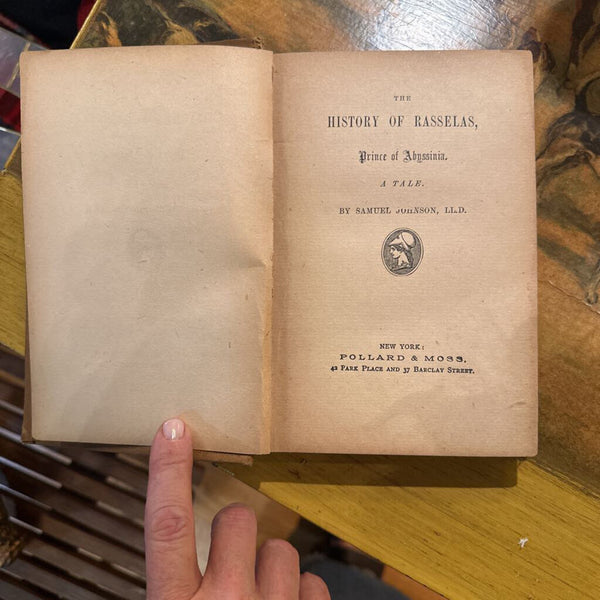 THE
HISTORY OF RASSELAS,
Prince of Abyssinia.
A TALE.
BY SAMUEL JOHNSON, LL.D.
NEW YORK:
POLLARD & MOSS,
42 PARK PLACE AND 37 BARCLAY STREET.